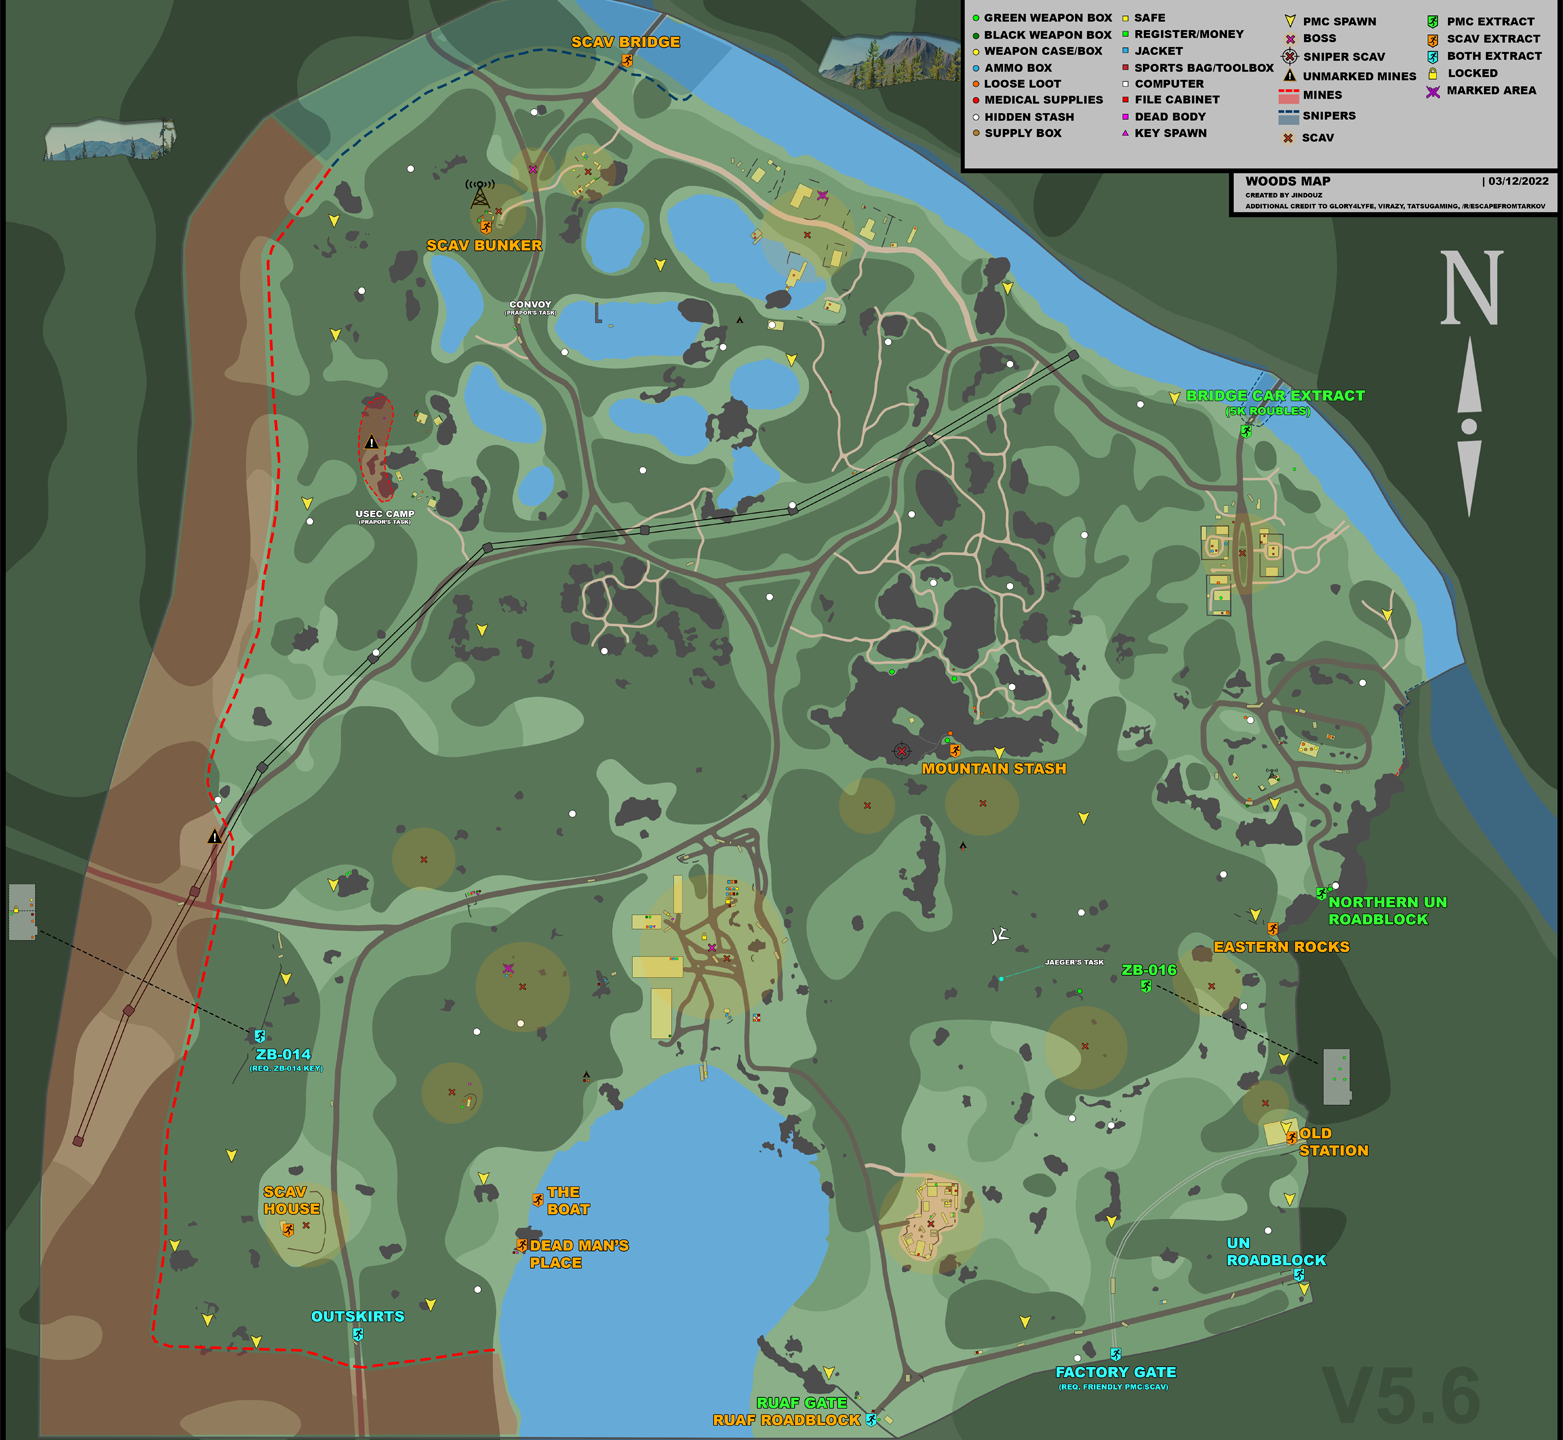 GREEN WEAPON BOX
BLACK WEAPON BOX
WEAPON CASE/BOX
AMMO BOX
LOOSE LOOT
MEDICAL SUPPLIES
HIDDEN STASH
SUPPLY BOX
SAFE
REGISTER/MONEY
JACKET
SPORTS BAG/TOOLBOX
COMPUTER
FILE CABINET
DEAD BODY
KEY SPAWN
PMC SPAWN
BOSS
SNIPER SCAV
UNMARKED MINES
MINES
SNIPERS
SCAV
PMC EXTRACT
SCAV EXTRACT
BOTH EXTRACT
LOCKED
MARKED AREA
WOODS MAP | 03/12/2022
CREATED BY JINDOUZ
ADDITIONAL CREDIT TO GLORY4LYFE, VIRAZY, TATSUGAMING, /R/ESCAPEFROMTARKOV
N
SCAV BRIDGE
SCAV BUNKER
CONVOY
(PRAPOR'S TASK)
BRIDGE CAR EXTRACT
(5K ROUBLES)
USEC CAMP
(PRAPOR'S TASK)
MOUNTAIN STASH
NORTHERN UN
ROADBLOCK
EASTERN ROCKS
JAEGER'S TASK
ZB-016
ZB-014
(REQ. ZB-014 KEY)
OLD
STATION
SCAV
HOUSE
THE
BOAT
DEAD MAN'S
PLACE
UN
ROADBLOCK
OUTSKIRTS
FACTORY GATE
(REQ. FRIENDLY PMC/SCAV)
RUAF GATE
RUAF ROADBLOCK
V5.6